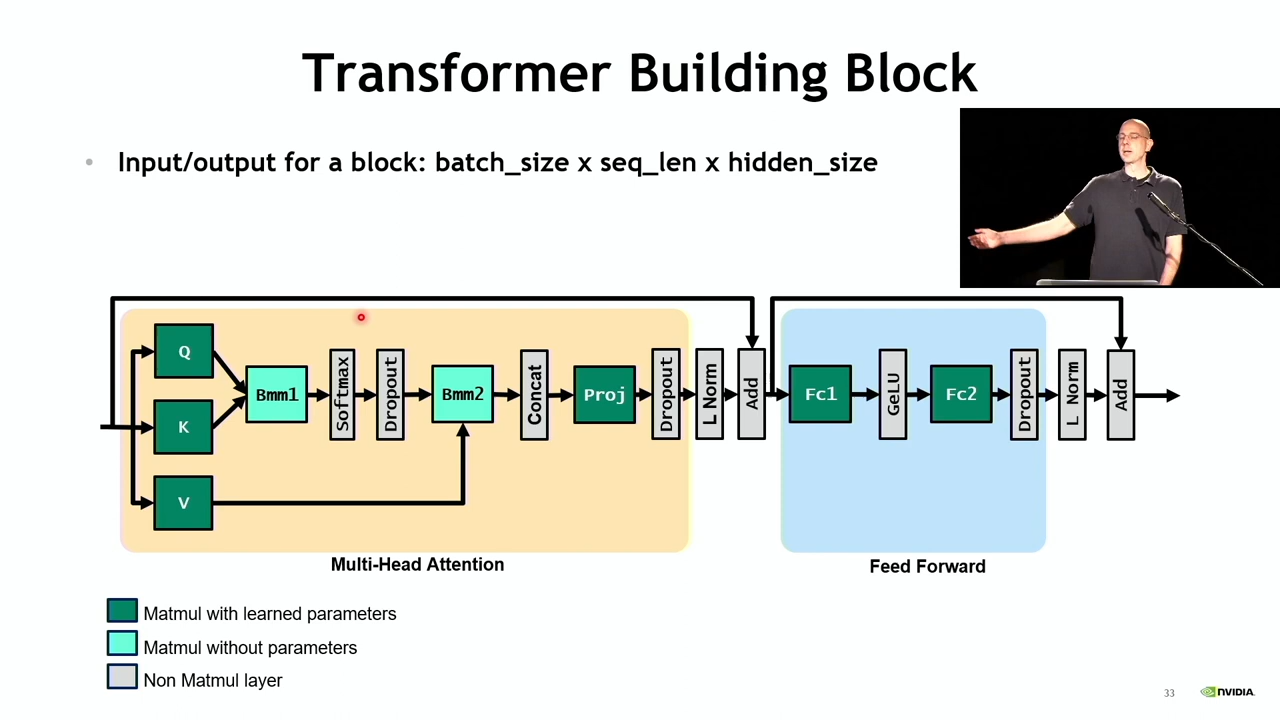 Transformer Building Block
• Input/output for a block: batch_size x seq_len x hidden_size
Q
K
V
Bmm1
Softmax
Dropout
Bmm2
Concat
Proj
Dropout
L Norm
Add
Fc1
GeLU
Fc2
Dropout
L Norm
Add
Multi-Head Attention
Feed Forward
Matmul with learned parameters
Matmul without parameters
Non Matmul layer
33
NVIDIA.